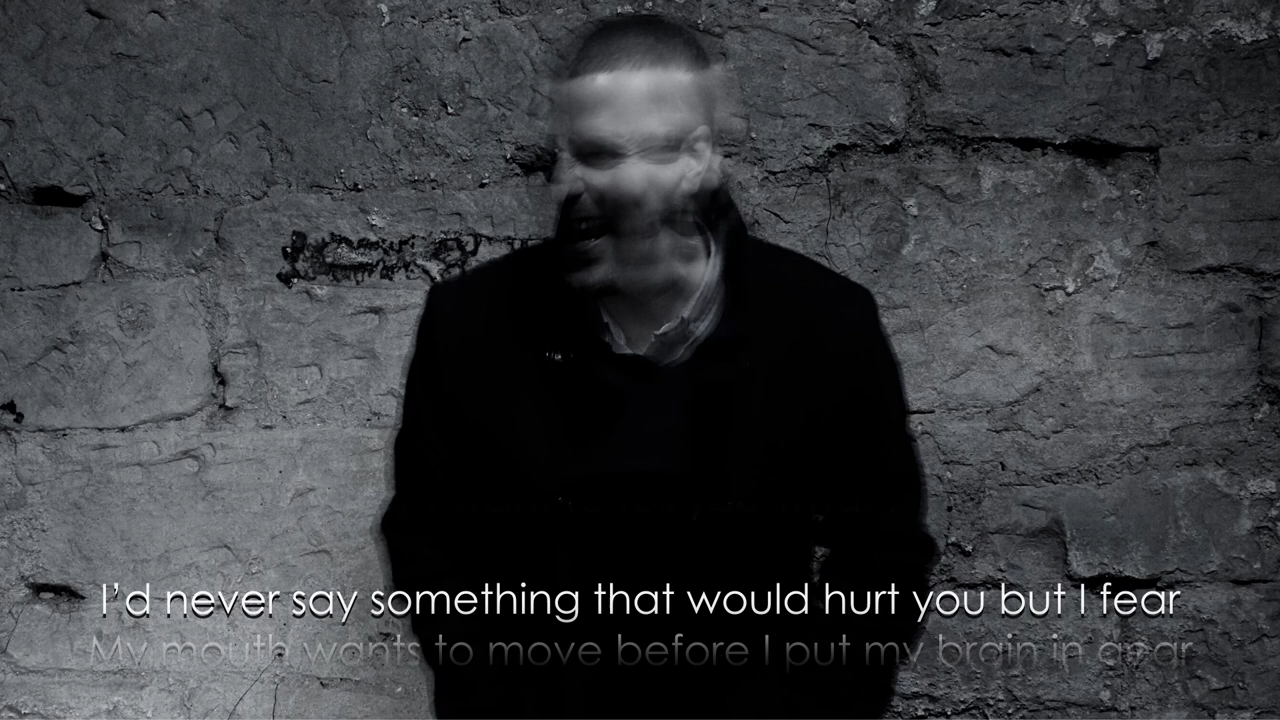 I'd never say something that would hurt you but I fear
My mouth wants to move before I put my brain in gear